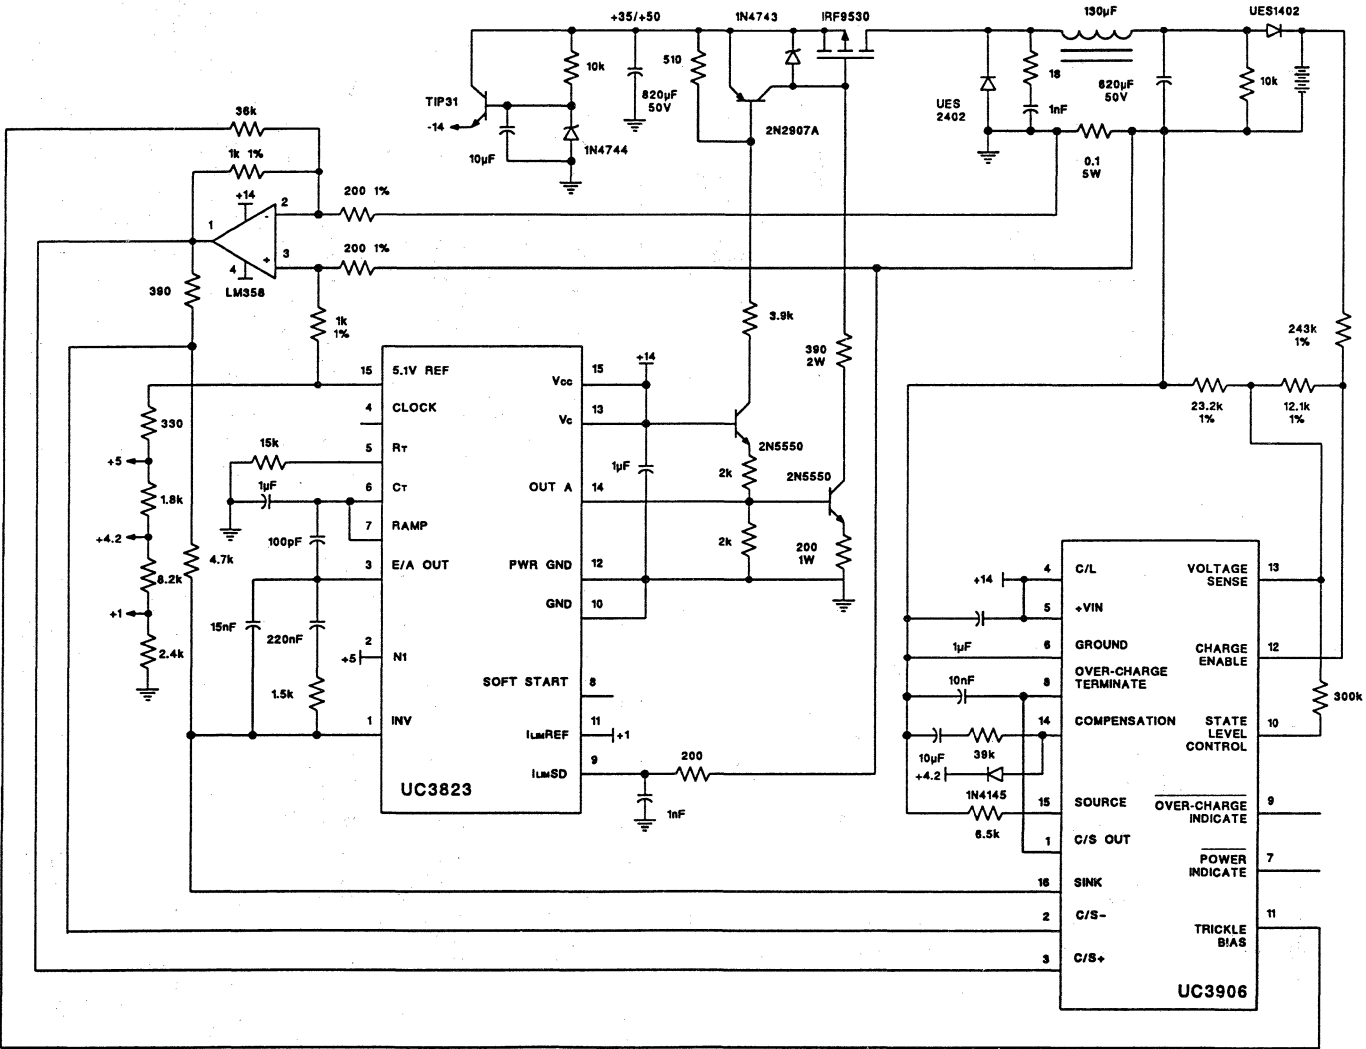 +35/+50
1N4743
IRF9530
130µF
UES1402
510
10k
18
620µF
50V
10k
820µF
50V
TIP31
-14
UES
2402
1nF
36k
2N2907A
10µF
1N4744
1k 1%
0.1
5W
200 1%
+14
2
-
1
200 1%
3
+
4
LM358
390
1k
1%
3.9k
243k
1%
390
2W
+14
15
5.1V REF
VCC
15
4
CLOCK
VC
13
23.2k
1%
12.1k
1%
330
15k
5
RT
2N5550
+5
1µF
2k
2N5550
1µF
6
CT
OUT A
14
1.8k
7
RAMP
100pF
+4.2
2k
200
1W
4.7k
3
E/A OUT
PWR GND
12
8.2k
GND
10
+1
15nF
220nF
2
+5
N1
2.4k
SOFT START
8
1.5k
11
ILIMREF
+1
1
INV
9
ILIMSD
200
UC3823
1nF
+14
4
C/L
VOLTAGE
SENSE
13
5
+VIN
1µF
6
GROUND
CHARGE
ENABLE
12
10nF
8
OVER-CHARGE
TERMINATE
300k
14
COMPENSATION
STATE
LEVEL
CONTROL
10
10µF
39k
+4.2
1N4145
15
SOURCE
OVER-CHARGE
INDICATE
9
6.5k
1
C/S OUT
POWER
INDICATE
7
16
SINK
2
C/S-
TRICKLE
BIAS
11
3
C/S+
UC3906